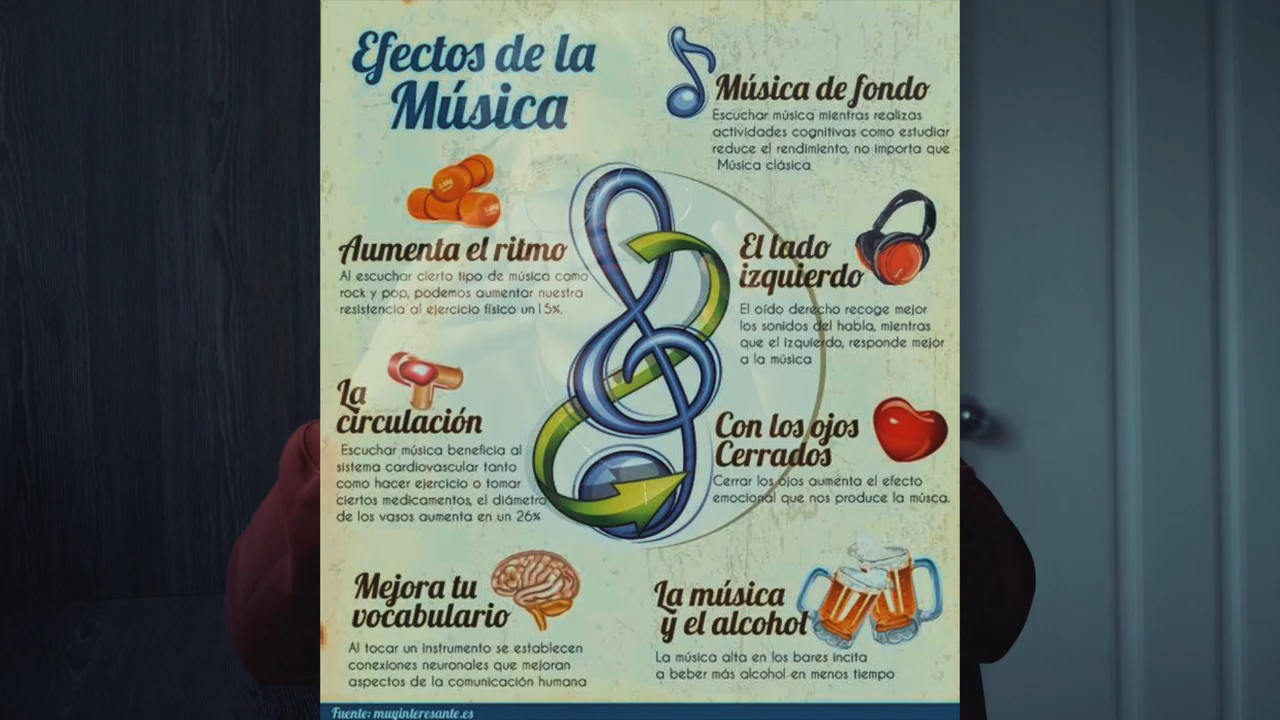 Efectos de la
Música
Música de fondo
Escuchar música mientras realizas
actividades cognitivas como estudiar
reduce el rendimiento, no importa que
Música clásica
Aumenta el ritmo
Al escuchar cierto tipo de música como
rock y pop, podemos aumentar nuestra
resistencia al ejercicio físico un 15%.
El lado
izquierdo
El oído derecho recoge mejor
los sonidos del habla, mientras
que el izquierdo, responde mejor
a la música
La
circulación
Escuchar música beneficia al
sistema cardiovascular tanto
como hacer ejercicio o tomar
ciertos medicamentos, el diámetro
de los vasos aumenta en un 26%
Con los ojos
Cerrados
Cerrar los ojos aumenta el efecto
emocional que nos produce la músca.
Mejora tu
vocabulario
Al tocar un instrumento se establecen
conexiones neuronales que mejoran
aspectos de la comunicación humana
La música
y el alcohol
La música alta en los bares incita
a beber más alcohol en menos tiempo
Fuente: muyinteresante.es